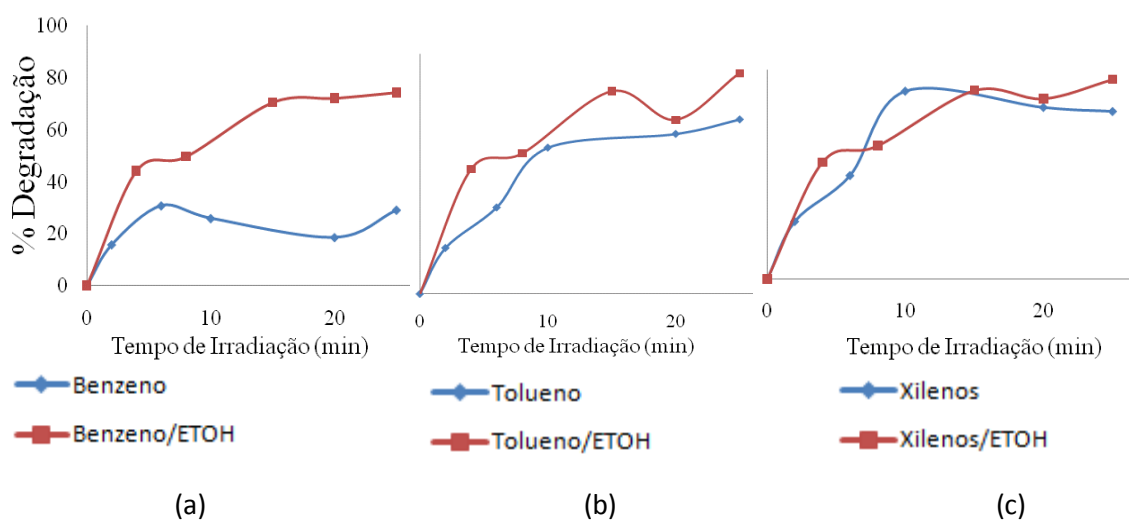 % Degradação
100
80
60
40
20
0
0 10 20
Tempo de Irradiação (min)
0 10 20
Tempo de Irradiação (min)
0 10 20
Tempo de Irradiação (min)
Benzeno
Benzeno/ETOH
Tolueno
Tolueno/ETOH
Xilenos
Xilenos/ETOH
(a)
(b)
(c)